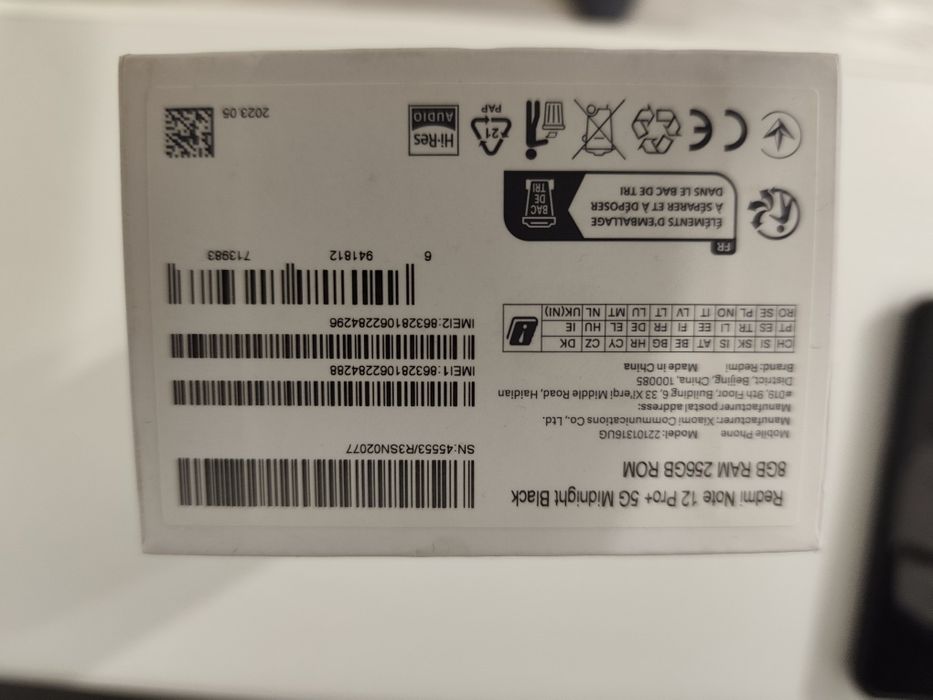 Redmi Note 12 Pro+ 5G Midnight Black
8GB RAM 256GB ROM
Mobile Phone Model: 22101316UG
Manufacturer: Xiaomi Communications Co., Ltd.
Manufacturer postal address:
#019, 9th Floor, Building 6, 33 Xi'erqi Middle Road, Haidian
District, Beijing, China, 100085
Brand: Redmi Made in China
CH SI SK IS AT BE BG HR CY CZ DK
PT ES TR LI EE FI FR DE EL HU IE
RO SE PL NO IT LV LT LU MT NL UK(NI)
SN:45553/R3SN02077
IMEI1:863281062284288
IMEI2:863281062284296
6 941812 713983
FR
ÉLÉMENTS D'EMBALLAGE
À SÉPARER ET À DÉPOSER
DANS LE BAC DE TRI
BAC
DE
TRI
CE
21
PAP
Hi-Res
AUDIO
2023.05